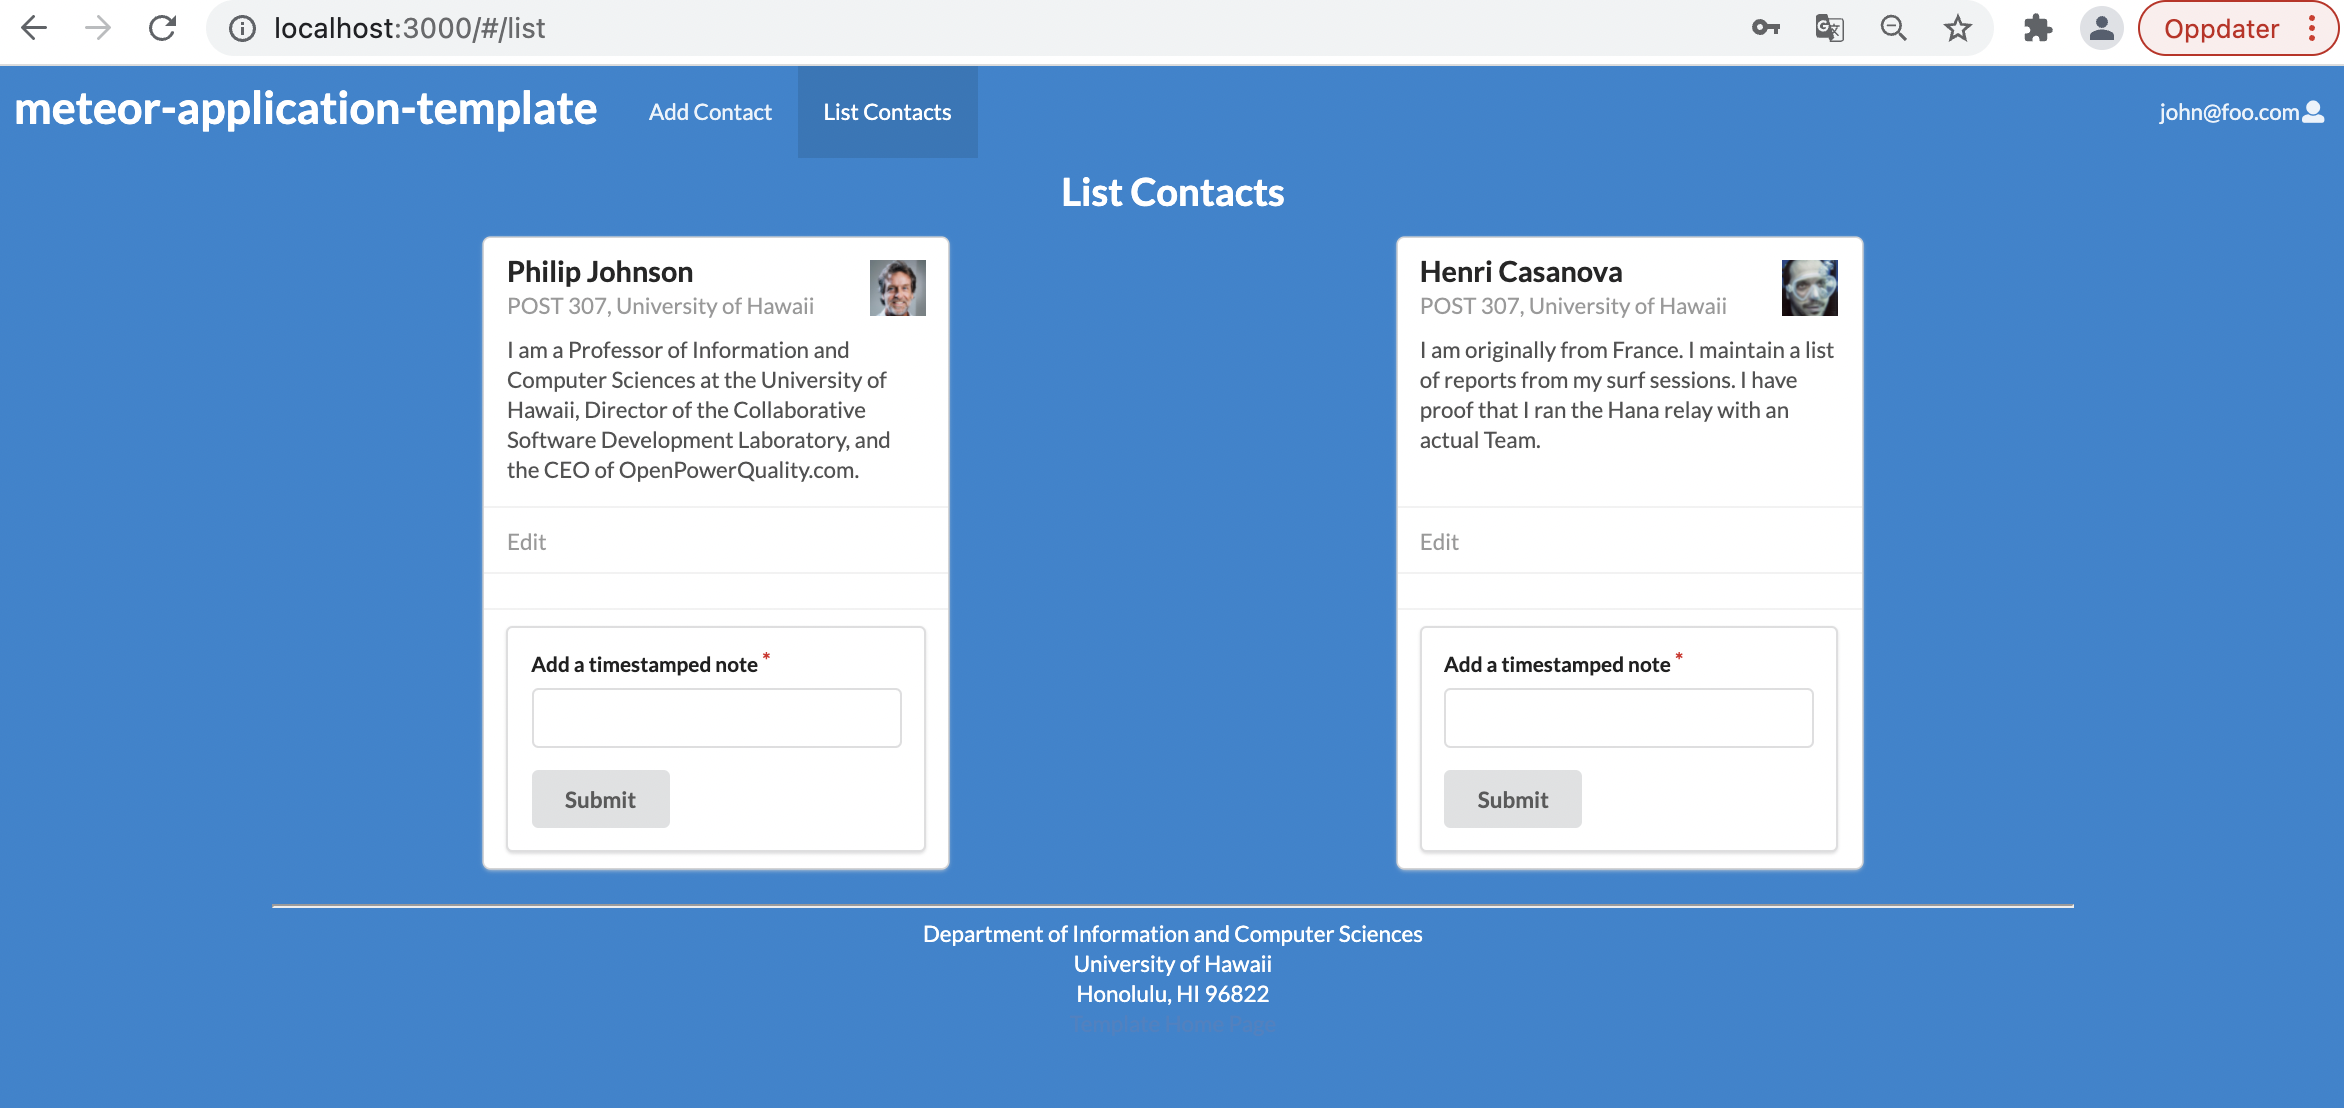 localhost:3000/#/list
Oppdater
meteor-application-template
Add Contact
List Contacts
john@foo.com
List Contacts
Philip Johnson
POST 307, University of Hawaii
I am a Professor of Information and
Computer Sciences at the University of
Hawaii, Director of the Collaborative
Software Development Laboratory, and
the CEO of OpenPowerQuality.com.
Edit
Add a timestamped note *
Submit
Henri Casanova
POST 307, University of Hawaii
I am originally from France. I maintain a list
of reports from my surf sessions. I have
proof that I ran the Hana relay with an
actual Team.
Edit
Add a timestamped note *
Submit
Department of Information and Computer Sciences
University of Hawaii
Honolulu, HI 96822
Template Home Page